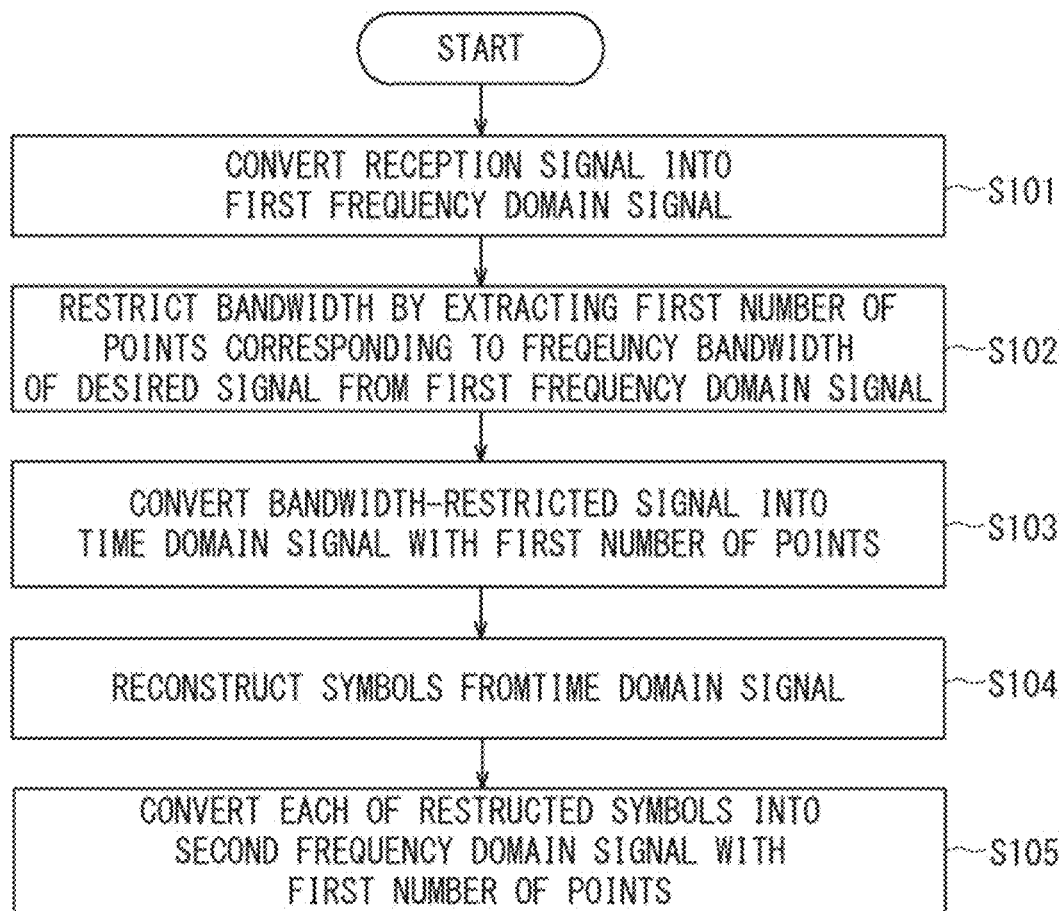 START
CONVERT RECEPTION SIGNAL INTO
FIRST FREQUENCY DOMAIN SIGNAL
S101
RESTRICT BANDWIDTH BY EXTRACTING FIRST NUMBER OF
POINTS CORRESPONDING TO FREQEUNCY BANDWIDTH
OF DESIRED SIGNAL FROM FIRST FREQUENCY DOMAIN SIGNAL
S102
CONVERT BANDWIDTH-RESTRICTED SIGNAL INTO
TIME DOMAIN SIGNAL WITH FIRST NUMBER OF POINTS
S103
RECONSTRUCT SYMBOLS FROMTIME DOMAIN SIGNAL
S104
CONVERT EACH OF RESTRUCTED SYMBOLS INTO
SECOND FREQUENCY DOMAIN SIGNAL WITH
FIRST NUMBER OF POINTS
S105